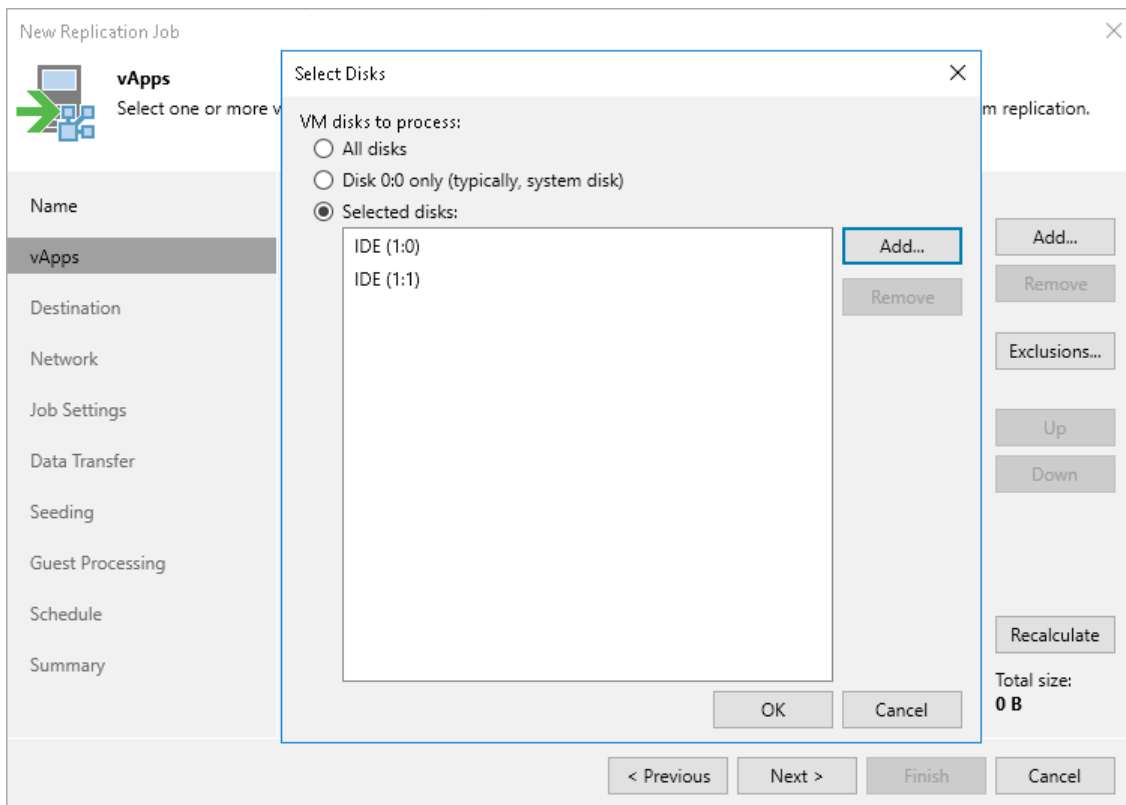 New Replication Job
vApps
Select one or more v
m replication.
Name
vApps
Destination
Network
Job Settings
Data Transfer
Seeding
Guest Processing
Schedule
Summary
Select Disks
VM disks to process:
All disks
Disk 0:0 only (typically, system disk)
Selected disks:
IDE (1:0)
IDE (1:1)
Add...
Remove
OK
Cancel
Add...
Remove
Exclusions...
Up
Down
Recalculate
Total size:
0 B
< Previous
Next >
Finish
Cancel